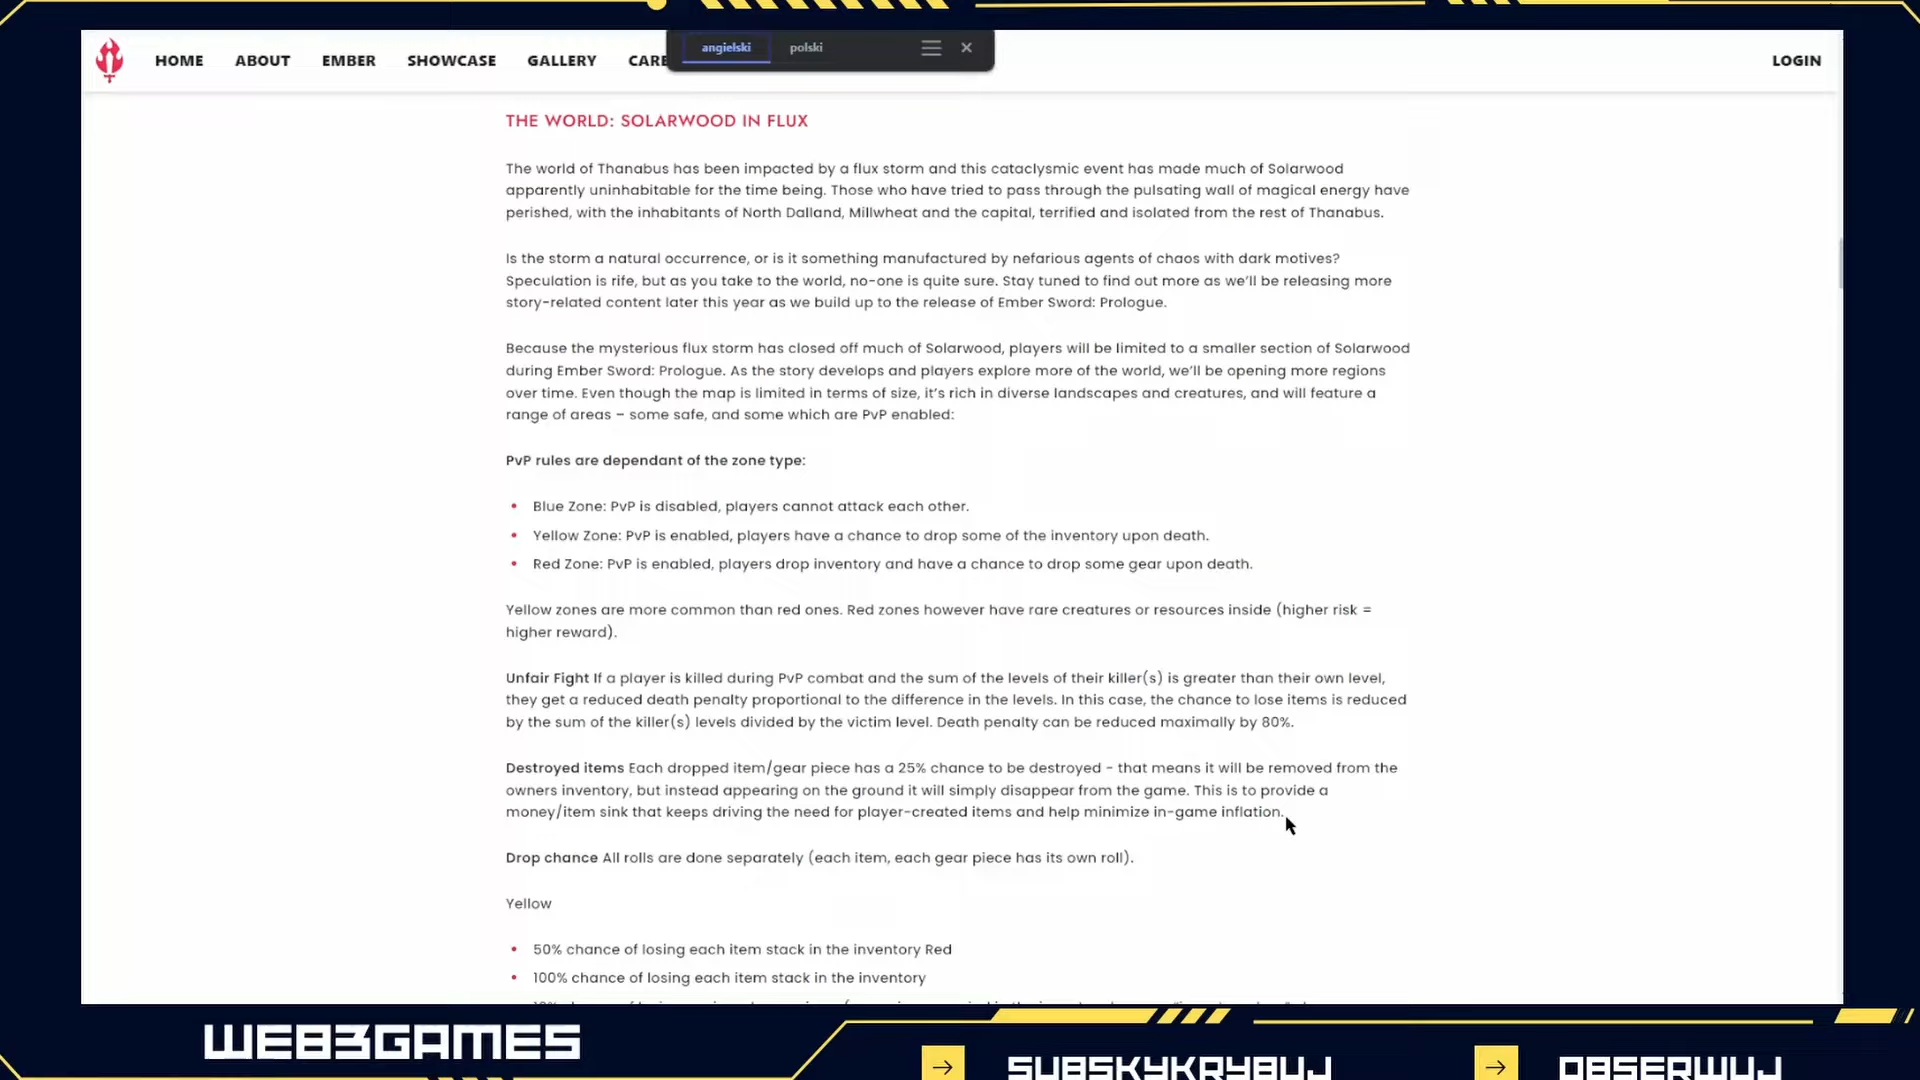 HOME ABOUT EMBER SHOWCASE GALLERY CARE
angielski polski
LOGIN
THE WORLD: SOLARWOOD IN FLUX
The world of Thanabus has been impacted by a flux storm and this cataclysmic event has made much of Solarwood
apparently uninhabitable for the time being. Those who have tried to pass through the pulsating wall of magical energy have
perished, with the inhabitants of North Dalland, Millwheat and the capital, terrified and isolated from the rest of Thanabus.
Is the storm a natural occurrence, or is it something manufactured by nefarious agents of chaos with dark motives?
Speculation is rife, but as you take to the world, no-one is quite sure. Stay tuned to find out more as we'll be releasing more
story-related content later this year as we build up to the release of Ember Sword: Prologue.
Because the mysterious flux storm has closed off much of Solarwood, players will be limited to a smaller section of Solarwood
during Ember Sword: Prologue. As the story develops and players explore more of the world, we'll be opening more regions
over time. Even though the map is limited in terms of size, it's rich in diverse landscapes and creatures, and will feature a
range of areas – some safe, and some which are PvP enabled:
PvP rules are dependant of the zone type:
• Blue Zone: PvP is disabled, players cannot attack each other.
• Yellow Zone: PvP is enabled, players have a chance to drop some of the inventory upon death.
• Red Zone: PvP is enabled, players drop inventory and have a chance to drop some gear upon death.
Yellow zones are more common than red ones. Red zones however have rare creatures or resources inside (higher risk =
higher reward).
Unfair Fight If a player is killed during PvP combat and the sum of the levels of their killer(s) is greater than their own level,
they get a reduced death penalty proportional to the difference in the levels. In this case, the chance to lose items is reduced
by the sum of the killer(s) levels divided by the victim level. Death penalty can be reduced maximally by 80%.
Destroyed items Each dropped item/gear piece has a 25% chance to be destroyed - that means it will be removed from the
owners inventory, but instead appearing on the ground it will simply disappear from the game. This is to provide a
money/item sink that keeps driving the need for player-created items and help minimize in-game inflation.
Drop chance All rolls are done separately (each item, each gear piece has its own roll).
Yellow
• 50% chance of losing each item stack in the inventory Red
• 100% chance of losing each item stack in the inventory
WEB3GAMES
SUBSKYKRYBUJ
OBSERWUJ